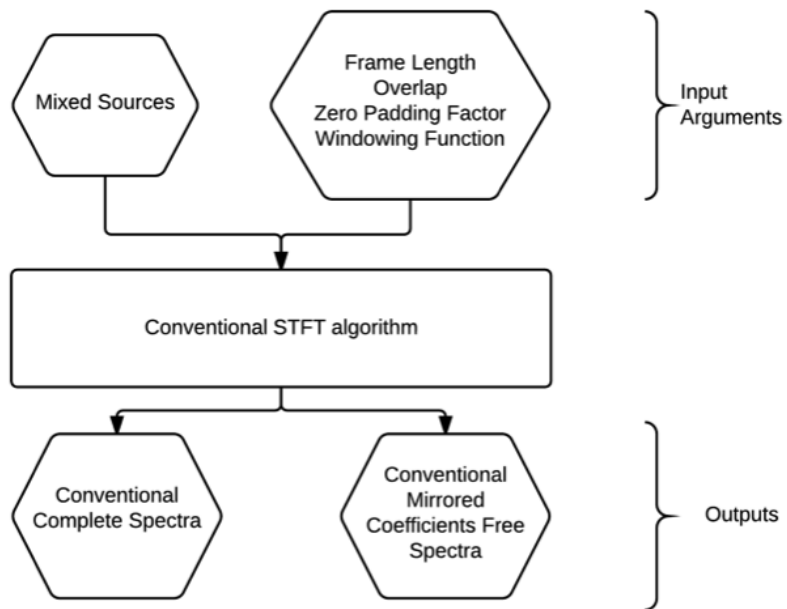 Mixed Sources
Frame Length
Overlap
Zero Padding Factor
Windowing Function
Input
Arguments
Conventional STFT algorithm
Conventional
Complete Spectra
Conventional
Mirrored
Coefficients Free
Spectra
Outputs